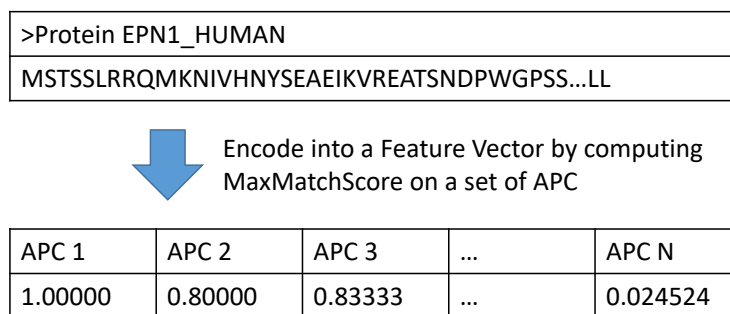 >Protein EPN1_HUMAN
MSTSSLRRQMKNIVHNYSEAEIKVREATSNDPWGPSS…LL
Encode into a Feature Vector by computing
MaxMatchScore on a set of APC
APC 1 APC 2 APC 3 … APC N
1.00000 0.80000 0.83333 … 0.024524